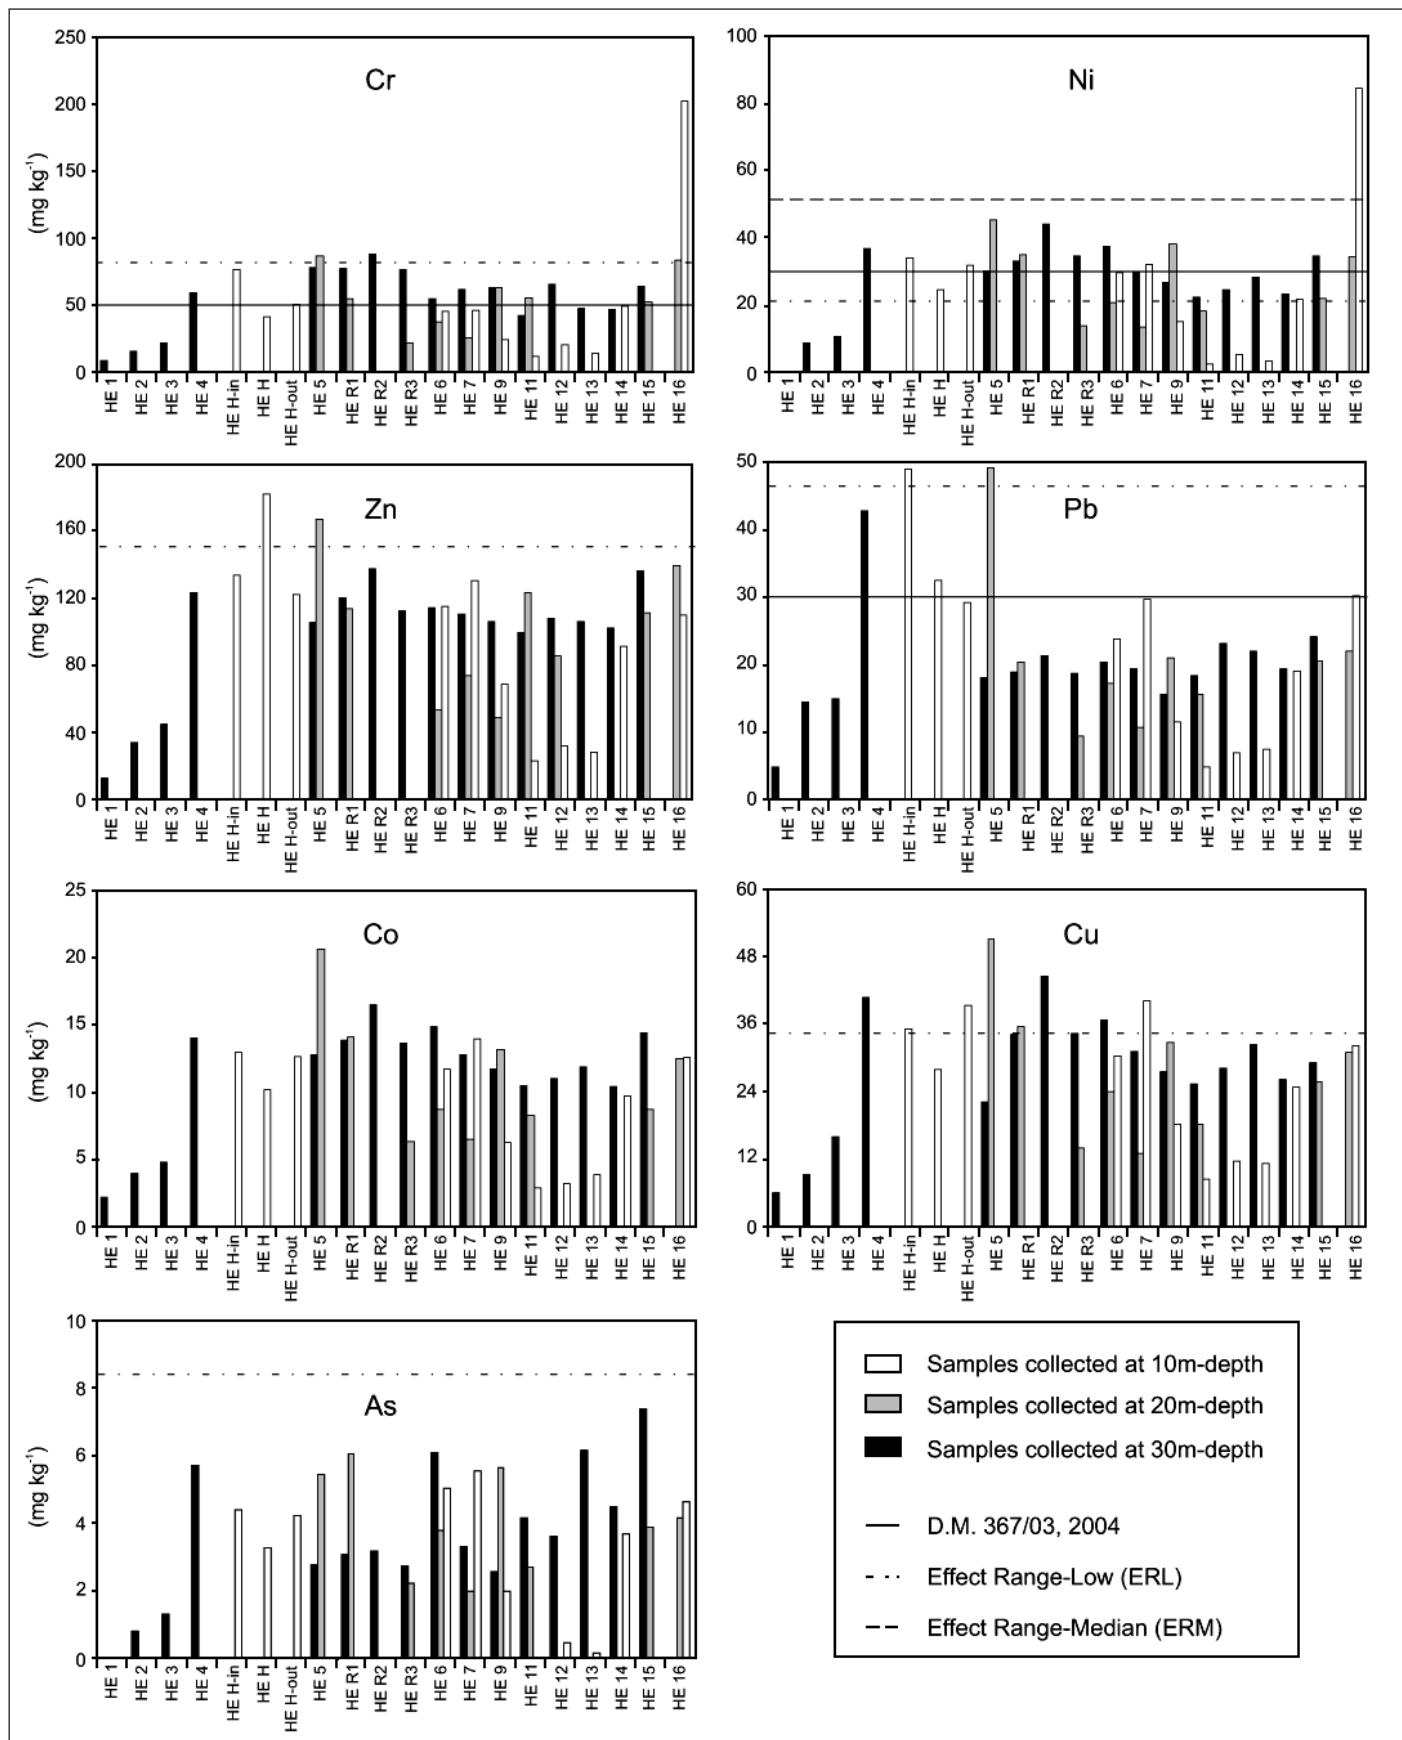 Cr
(mg kg-1)
250
200
150
100
50
0
HE 1
HE 2
HE 3
HE 4
HE H-in
HE H
HE H-out
HE 5
HE R1
HE R2
HE R3
HE 6
HE 7
HE 9
HE 11
HE 12
HE 13
HE 14
HE 15
HE 16
Ni
100
80
60
40
20
0
HE 1
HE 2
HE 3
HE 4
HE H-in
HE H
HE H-out
HE 5
HE R1
HE R2
HE R3
HE 6
HE 7
HE 9
HE 11
HE 12
HE 13
HE 14
HE 15
HE 16
Zn
(mg kg-1)
200
160
120
80
40
0
HE 1
HE 2
HE 3
HE 4
HE H-in
HE H
HE H-out
HE 5
HE R1
HE R2
HE R3
HE 6
HE 7
HE 9
HE 11
HE 12
HE 13
HE 14
HE 15
HE 16
Pb
50
40
30
20
10
0
HE 1
HE 2
HE 3
HE 4
HE H-in
HE H
HE H-out
HE 5
HE R1
HE R2
HE R3
HE 6
HE 7
HE 9
HE 11
HE 12
HE 13
HE 14
HE 15
HE 16
Co
(mg kg-1)
25
20
15
10
5
0
HE 1
HE 2
HE 3
HE 4
HE H-in
HE H
HE H-out
HE 5
HE R1
HE R2
HE R3
HE 6
HE 7
HE 9
HE 11
HE 12
HE 13
HE 14
HE 15
HE 16
Cu
60
48
36
24
12
0
HE 1
HE 2
HE 3
HE 4
HE H-in
HE H
HE H-out
HE 5
HE R1
HE R2
HE R3
HE 6
HE 7
HE 9
HE 11
HE 12
HE 13
HE 14
HE 15
HE 16
As
(mg kg-1)
10
8
6
4
2
0
HE 1
HE 2
HE 3
HE 4
HE H-in
HE H
HE H-out
HE 5
HE R1
HE R2
HE R3
HE 6
HE 7
HE 9
HE 11
HE 12
HE 13
HE 14
HE 15
HE 16
Samples collected at 10m-depth
Samples collected at 20m-depth
Samples collected at 30m-depth
D.M. 367/03, 2004
Effect Range-Low (ERL)
Effect Range-Median (ERM)